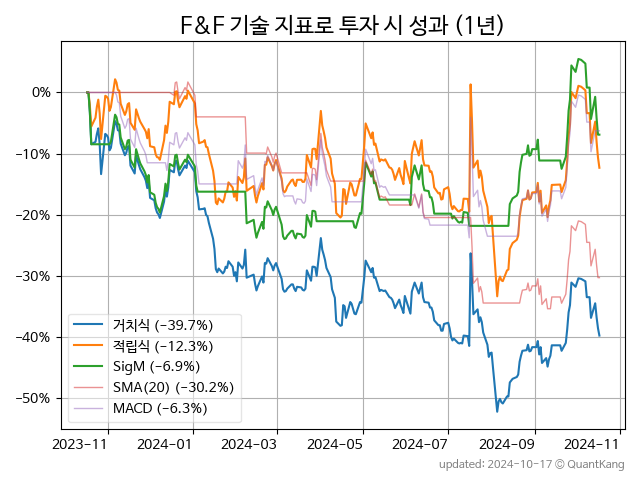 F&F 기술 지표로 투자 시 성과 (1년)
0%
−10%
−20%
−30%
−40%
−50%
거치식 (−39.7%)
적립식 (−12.3%)
SigM (−6.9%)
SMA(20) (−30.2%)
MACD (−6.3%)
2023-11 2024-01 2024-03 2024-05 2024-07 2024-09 2024-11
updated: 2024-10-17 © QuantKang